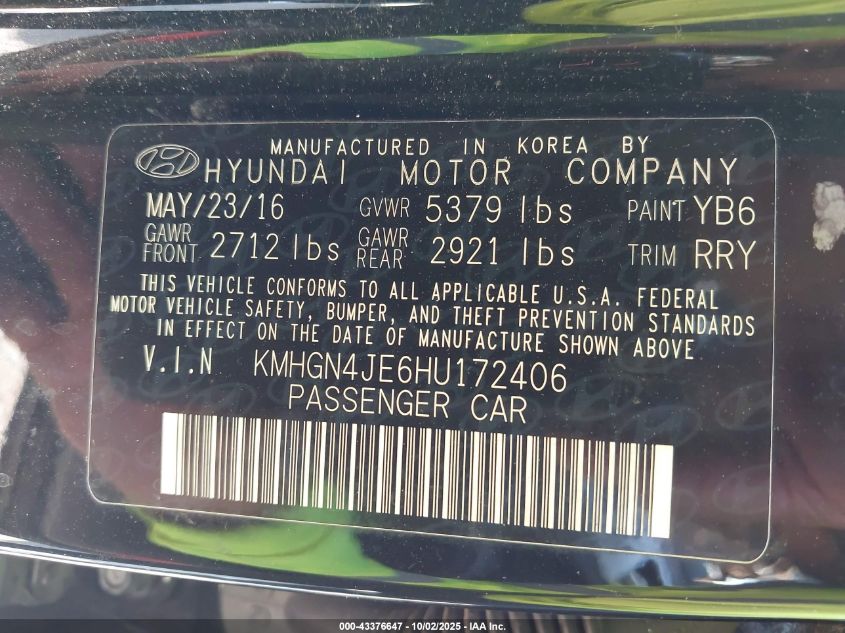 MANUFACTURED IN KOREA BY
HYUNDAI MOTOR COMPANY
MAY/23/16 GVWR 5379 lbs PAINT YB6
GAWR FRONT 2712 lbs GAWR REAR 2921 lbs TRIM RRY
THIS VEHICLE CONFORMS TO ALL APPLICABLE U.S.A. FEDERAL
MOTOR VEHICLE SAFETY, BUMPER, AND THEFT PREVENTION STANDARDS
IN EFFECT ON THE DATE OF MANUFACTURE SHOWN ABOVE
V.I.N KMHGN4JE6HU172406
PASSENGER CAR
000-43376647 - 10/02/2025 - IAA Inc.